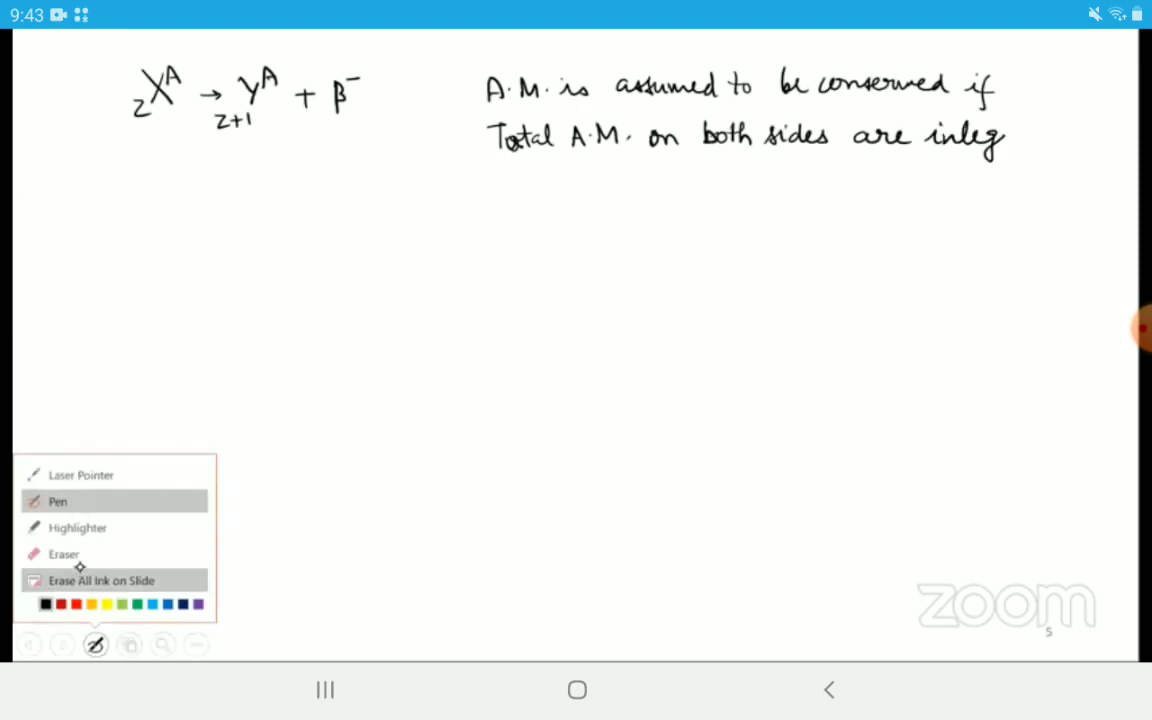 9:43
zX^A → z+1Y^A + β⁻
A.M. is assumed to be conserved if
Total A.M. on both sides are integ
Laser Pointer
Pen
Highlighter
Eraser
Erase All Ink on Slide
zoom
5